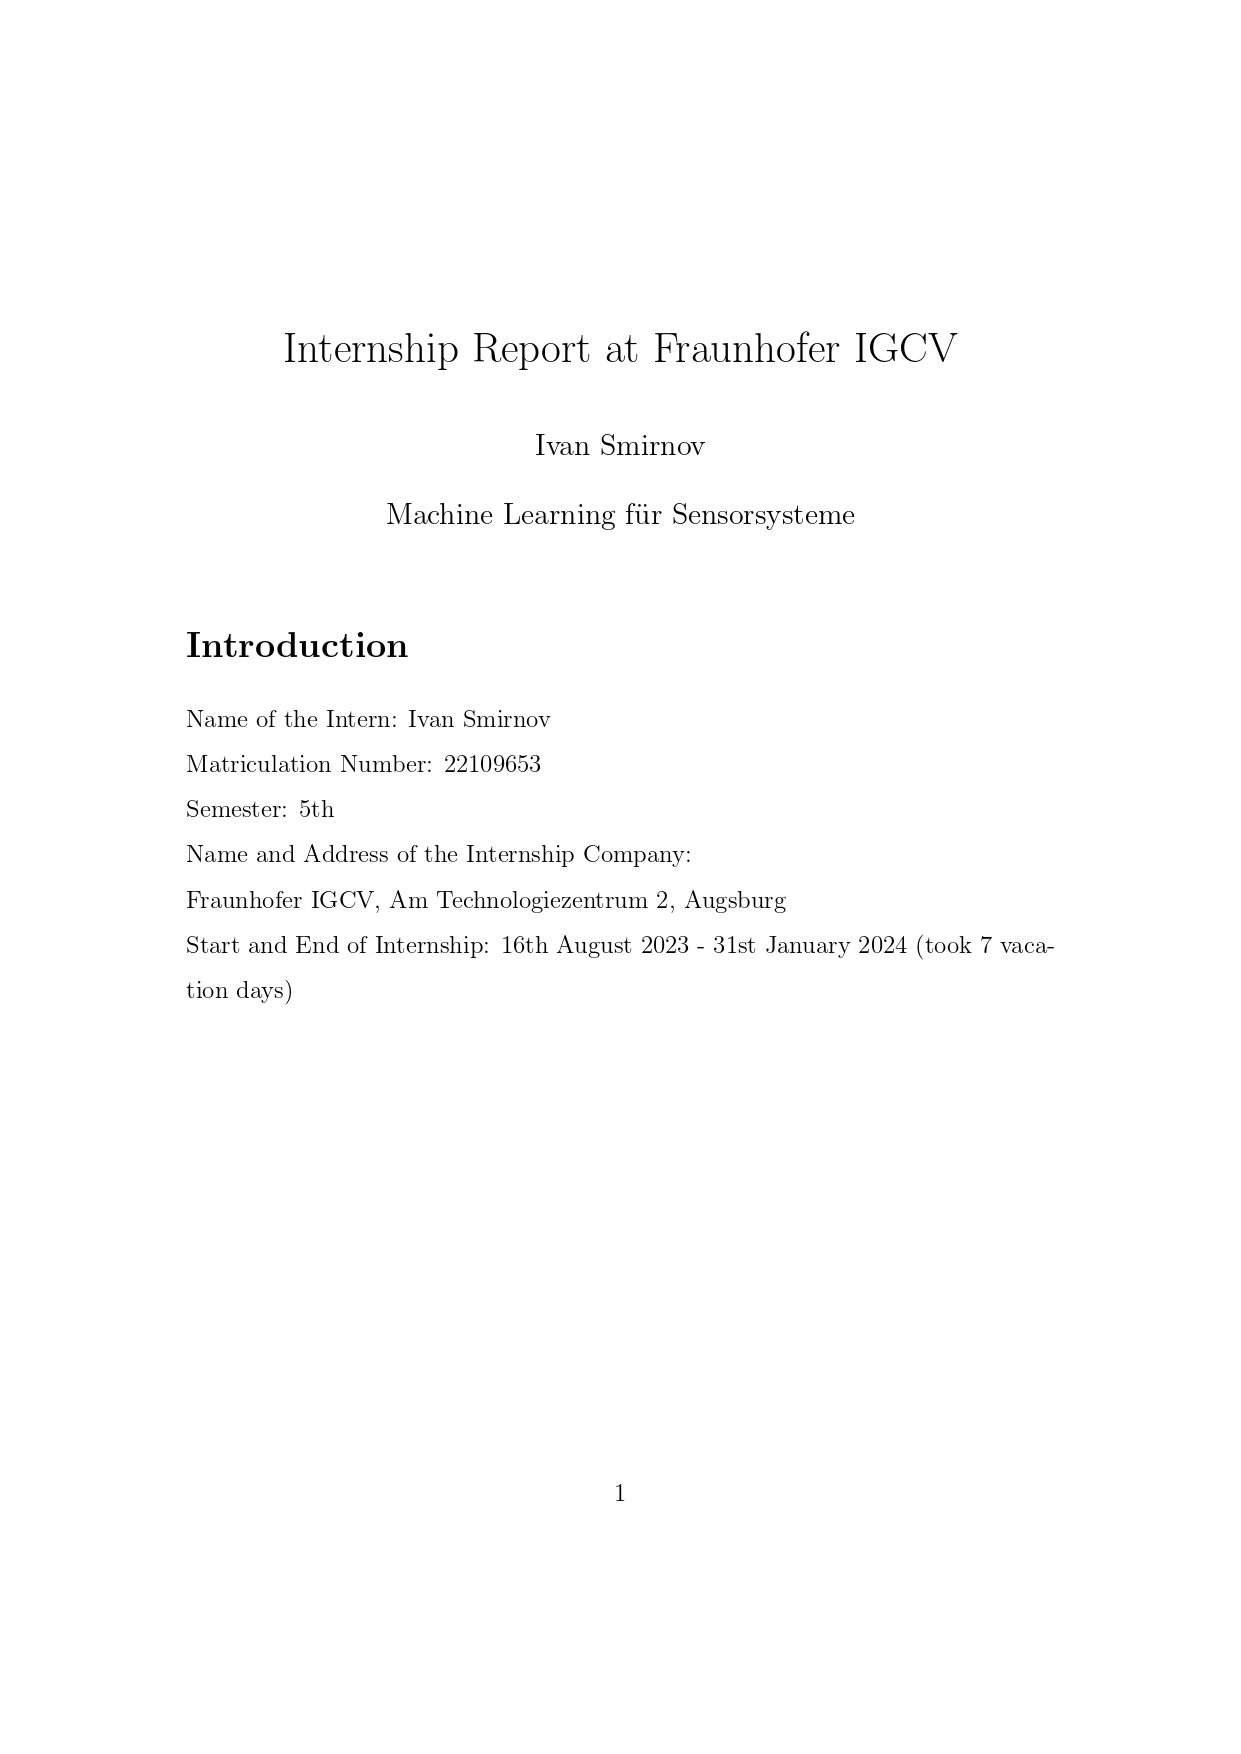 Internship Report at Fraunhofer IGCV
Ivan Smirnov
Machine Learning für Sensorsysteme
Introduction
Name of the Intern: Ivan Smirnov
Matriculation Number: 22109653
Semester: 5th
Name and Address of the Internship Company:
Fraunhofer IGCV, Am Technologiezentrum 2, Augsburg
Start and End of Internship: 16th August 2023 - 31st January 2024 (took 7 vaca-
tion days)
1